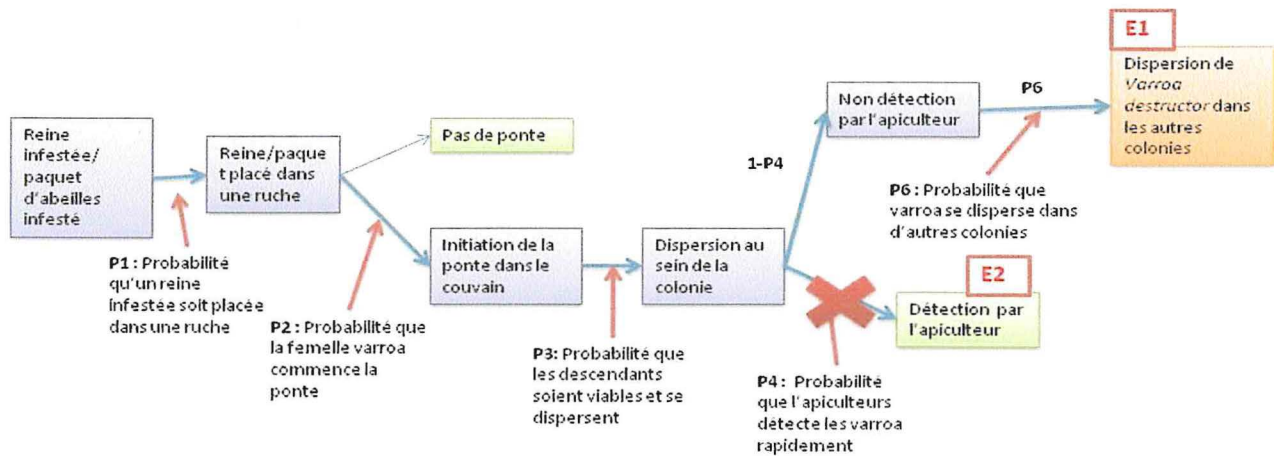 Reine
infestée/
paquet
d'abeilles
infesté
P1 : Probabilité
qu'un reine
infestée soit placée
dans une ruche
Reine/paque
t placé dans
une ruche
Pas de ponte
P2 : Probabilité que
la femelle varroa
commence la
ponte
Initiation de la
ponte dans le
couvain
P3: Probabilité que
les descendants
soient viables et se
dispersent
Dispersion au
sein de la
colonie
1-P4
Non détection
par l'apiculteur
P6
P6 : Probabilité que
varroa se disperse dans
d'autres colonies
E1
Dispersion de
Varroa
destructor dans
les autres
colonies
E2
Détection par
l'apiculteur
P4 : Probabilité
que l'apiculteurs
détecte les varroa
rapidement